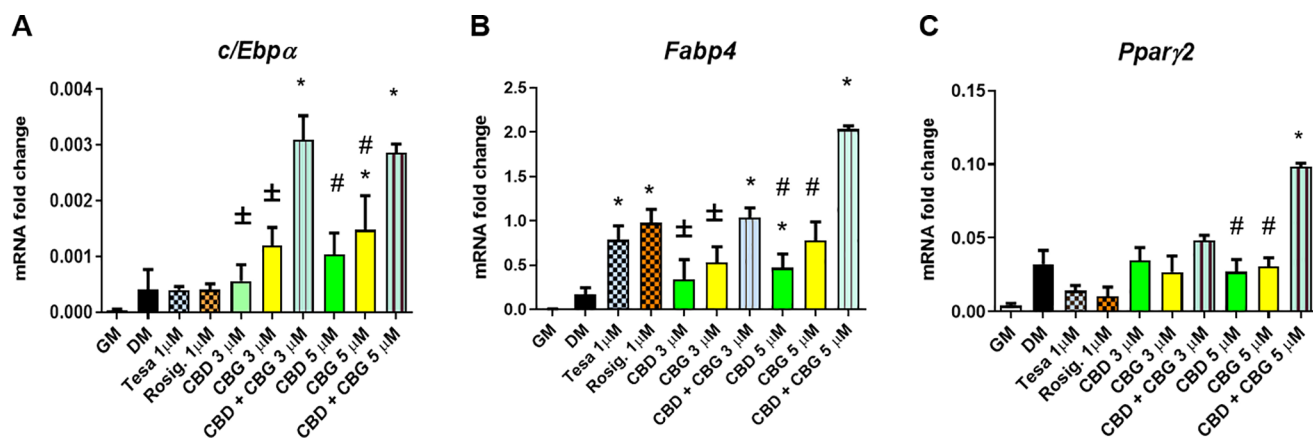 A
c/Ebpα
mRNA fold change
0.004
0.003
0.002
0.001
0.000
‡
‡
*
#
#
*
*
GM
DM
Tesa 1μM
Rosig. 1μM
CBD 3 μM
CBG 3 μM
CBD + CBG 3 μM
CBD 5 μM
CBG 5 μM
CBD + CBG 5 μM
B
Fabp4
mRNA fold change
2.5
2.0
1.5
1.0
0.5
0.0
*
*
‡
‡
*
#
*
#
*
GM
DM
Tesa 1μM
Rosig. 1μM
CBD 3 μM
CBG 3 μM
CBD + CBG 3 μM
CBD 5 μM
CBG 5 μM
CBD + CBG 5 μM
C
Pparγ2
mRNA fold change
0.15
0.10
0.05
0.00
#
#
*
GM
DM
Tesa 1μM
Rosig. 1μM
CBD 3 μM
CBG 3 μM
CBD + CBG 3 μM
CBD 5 μM
CBG 5 μM
CBD + CBG 5 μM